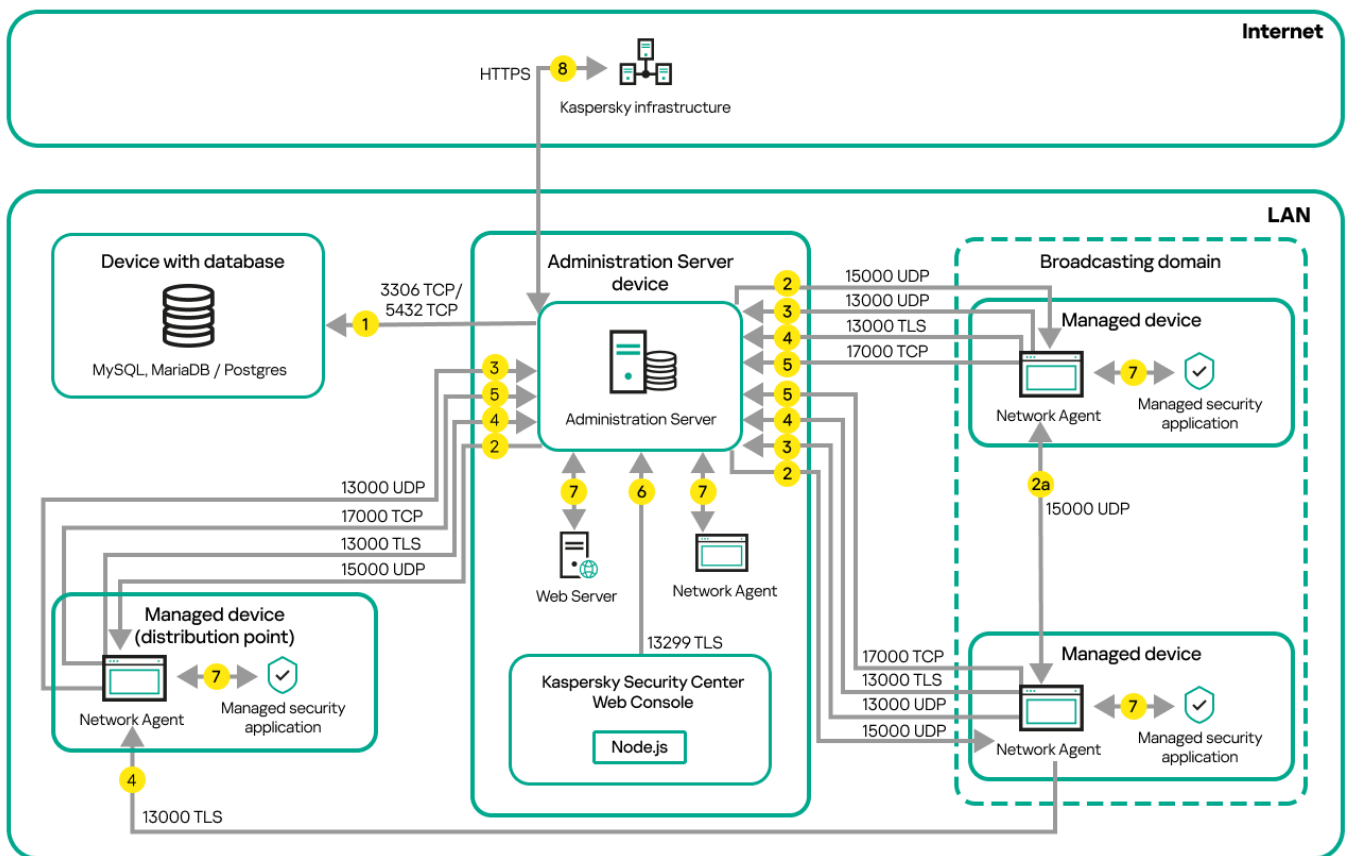 Internet
HTTPS
8
Kaspersky infrastructure
LAN
Device with database
MySQL, MariaDB / Postgres
3306 TCP/
5432 TCP
1
Administration Server
device
Administration Server
2
15000 UDP
3
13000 UDP
4
13000 TLS
5
17000 TCP
Broadcasting domain
Managed device
Network Agent
7
Managed security
application
3
5
4
2
5
4
3
2
13000 UDP
17000 TCP
13000 TLS
15000 UDP
7
6
7
Web Server
Network Agent
2a
15000 UDP
Managed device
(distribution point)
Network Agent
7
Managed security
application
13299 TLS
Kaspersky Security Center
Web Console
Node.js
17000 TCP
13000 TLS
13000 UDP
15000 UDP
Managed device
Network Agent
7
Managed security
application
4
13000 TLS